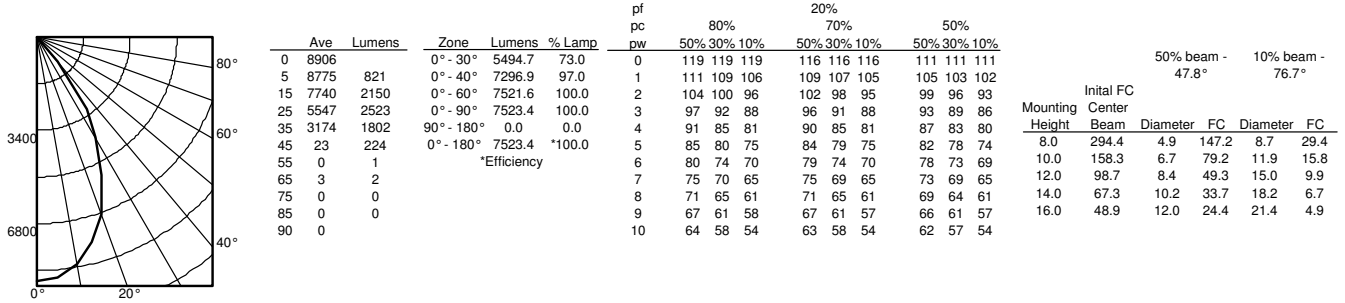 80°
3400
60°
6800
40°
0° 20°
Ave Lumens
0 8906
5 8775 821
15 7740 2150
25 5547 2523
35 3174 1802
45 23 224
55 0 1
65 3 2
75 0 0
85 0 0
90 0
Zone Lumens % Lamp
0° - 30° 5494.7 73.0
0° - 40° 7296.9 97.0
0° - 60° 7521.6 100.0
0° - 90° 7523.4 100.0
90° - 180° 0.0 0.0
0° - 180° 7523.4 *100.0
*Efficiency
pf 20%
pc 80% 70% 50%
pw 50% 30% 10% 50% 30% 10% 50% 30% 10%
0 119 119 119 116 116 116 111 111 111
1 111 109 106 109 107 105 105 103 102
2 104 100 96 102 98 95 99 96 93
3 97 92 88 96 91 88 93 89 86
4 91 85 81 90 85 81 87 83 80
5 85 80 75 84 79 75 82 78 74
6 80 74 70 79 74 70 78 73 69
7 75 70 65 75 69 65 73 69 65
8 71 65 61 71 65 61 69 64 61
9 67 61 58 67 61 57 66 61 57
10 64 58 54 63 58 54 62 57 54
50% beam - 10% beam -
47.8° 76.7°
Inital FC
Mounting Center
Height Beam Diameter FC Diameter FC
8.0 294.4 4.9 147.2 8.7 29.4
10.0 158.3 6.7 79.2 11.9 15.8
12.0 98.7 8.4 49.3 15.0 9.9
14.0 67.3 10.2 33.7 18.2 6.7
16.0 48.9 12.0 24.4 21.4 4.9